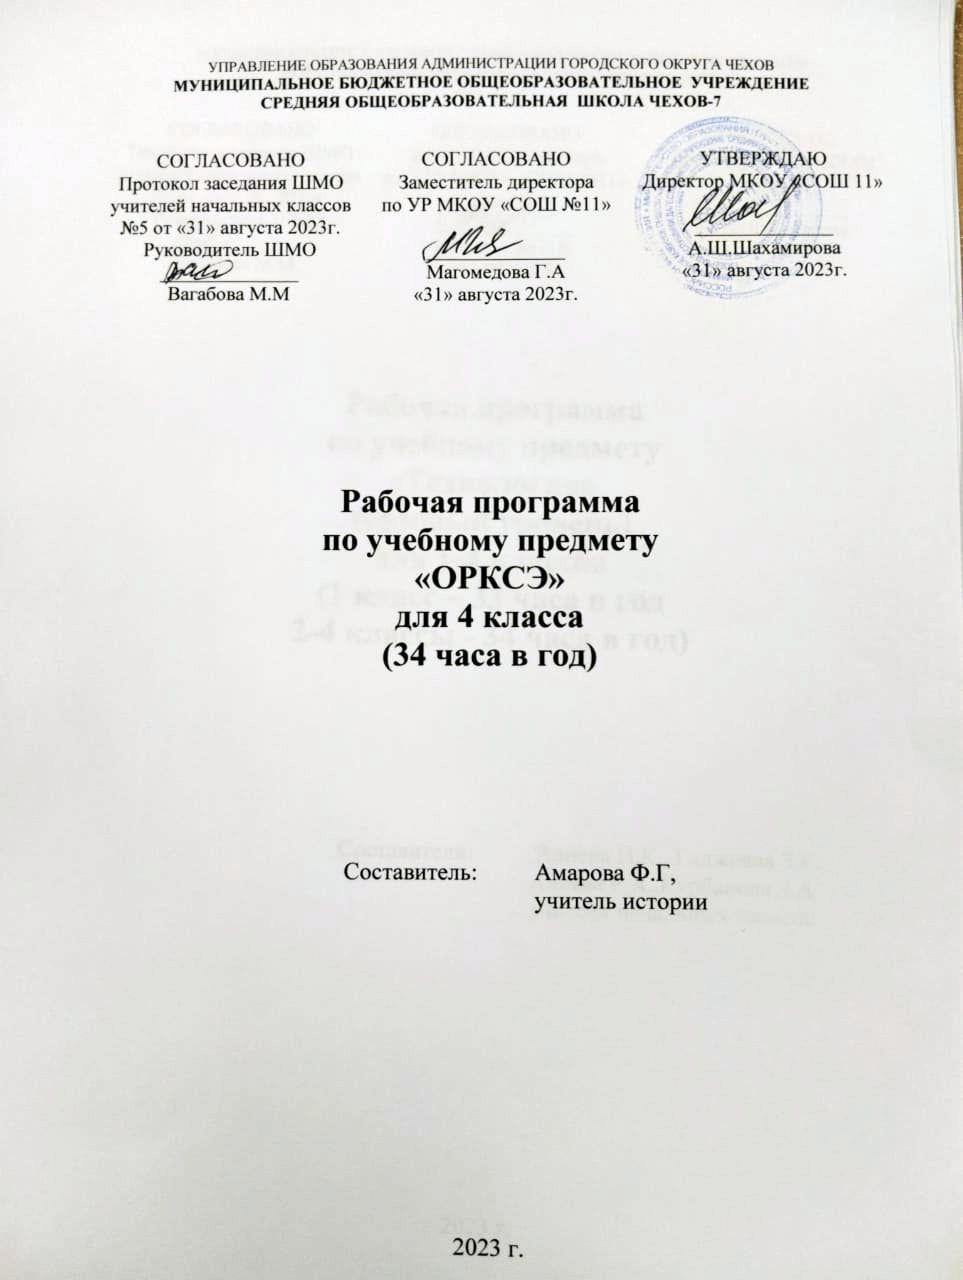 УПРАВЛЕНИЕ ОБРАЗОВАНИЯ АДМИНИСТРАЦИИ ГОРОДСКОГО ОКРУГА ЧЕХОВ
МУНИЦИПАЛЬНОЕ БЮДЖЕТНОЕ ОБЩЕОБРАЗОВАТЕЛЬНОЕ УЧРЕЖДЕНИЕ
СРЕДНЯЯ ОБЩЕОБРАЗОВАТЕЛЬНАЯ ШКОЛА ЧЕХОВ-7
СОГЛАСОВАНО
Протокол заседания ШМО
учителей начальных классов
№5 от «31» августа 2023г.
Руководитель ШМО
Вагабова М.М
СОГЛАСОВАНО
Заместитель директора
по УР МКОУ «СОШ №11»
Магомедова Г.А
«31» августа 2023г.
УТВЕРЖДАЮ
Директор МКОУ «СОШ 11»
А.Ш.Шахамирова
«31» августа 2023г.
Рабочая программа
по учебному предмету
«ОРКСЭ»
для 4 класса
(34 часа в год)
Составитель: Амарова Ф.Г,
учитель истории
2023 г.